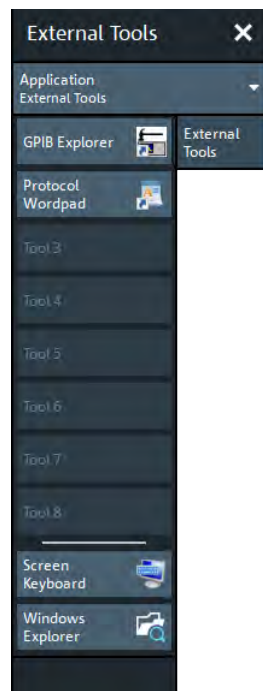 External Tools
Application
External Tools
GPIB Explorer
External
Tools
Protocol
Wordpad
Tool 3
Tool 4
Tool 5
Tool 6
Tool 7
Tool 8
Screen
Keyboard
Windows
Explorer